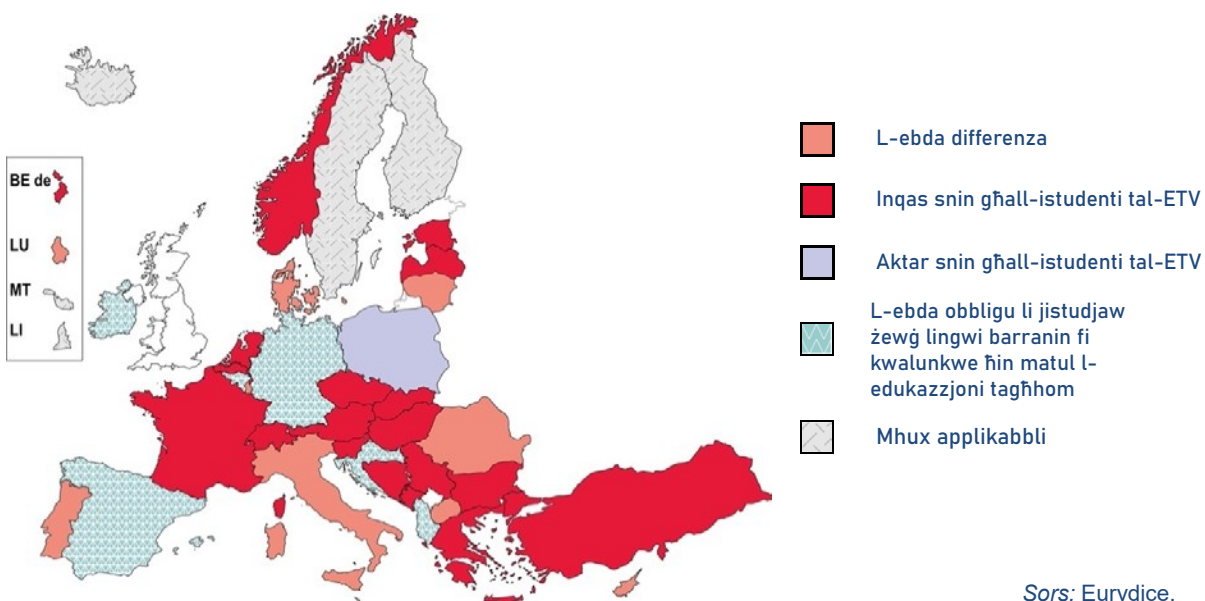 BE de
LU
MT
LI
L-ebda differenza
Inqas snin għall-istudenti tal-ETV
Aktar snin għall-istudenti tal-ETV
L-ebda obbligu li jistudjaw
żewġ lingwi barranin fi
kwalunkwe ħin matul l-
edukazzjoni tagħhom
Mhux applikabbli
Sors: Eurydice.